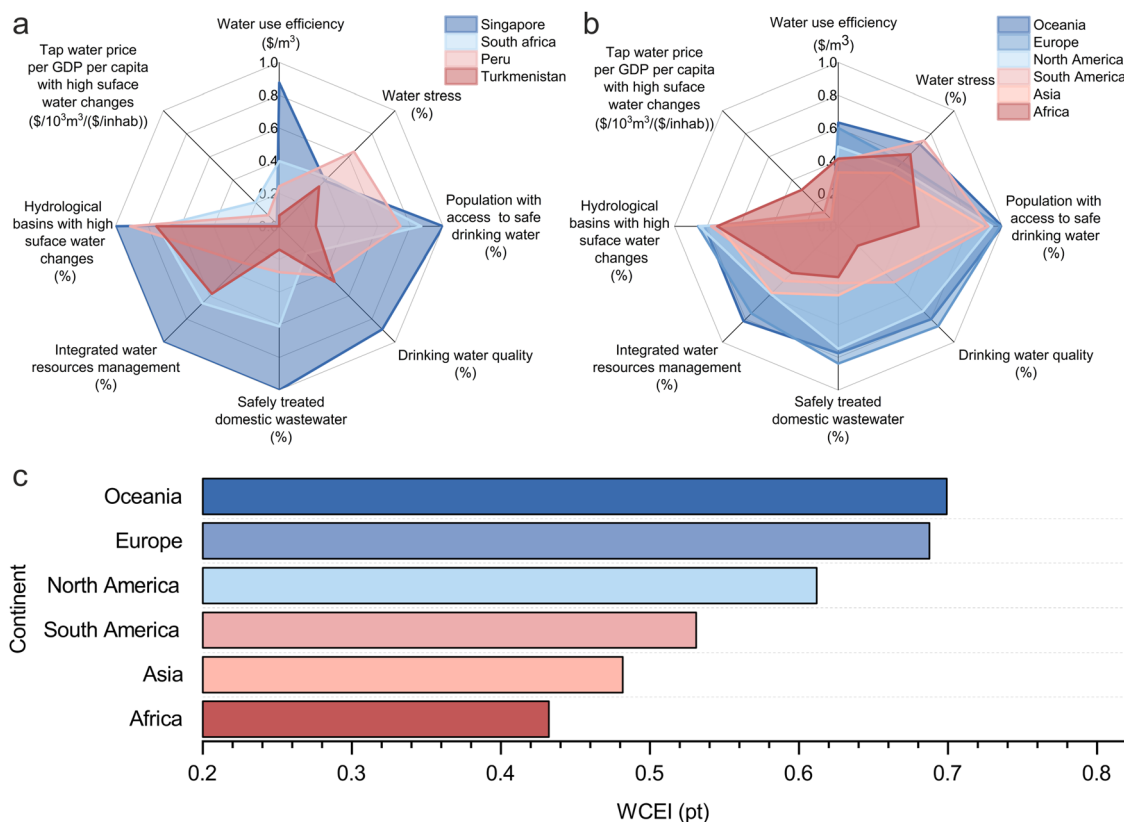 a
Water use efficiency
($/m³)
Singapore
South africa
Peru
Turkmenistan
Tap water price
per GDP per capita
with high suface
water changes
($/10³m³/($/inhab))
1.0
0.8
0.6
0.4
0.2
Water stress
(%)
Hydrological
basins with high
suface water
changes
(%)
Population with
access to safe
drinking water
(%)
Integrated water
resources management
(%)
Drinking water quality
(%)
Safely treated
domestic wastewater
(%)
b
Water use efficiency
($/m³)
Oceania
Europe
North America
South America
Asia
Africa
Tap water price
per GDP per capita
with high suface
water changes
($/10³m³/($/inhab))
1.0
0.8
0.6
0.4
0.2
Water stress
(%)
Hydrological
basins with high
suface water
changes
(%)
Population with
access to safe
drinking water
(%)
Integrated water
resources management
(%)
Drinking water quality
(%)
Safely treated
domestic wastewater
(%)
c
Continent
Oceania
Europe
North America
South America
Asia
Africa
0.2 0.3 0.4 0.5 0.6 0.7 0.8
WCEI (pt)